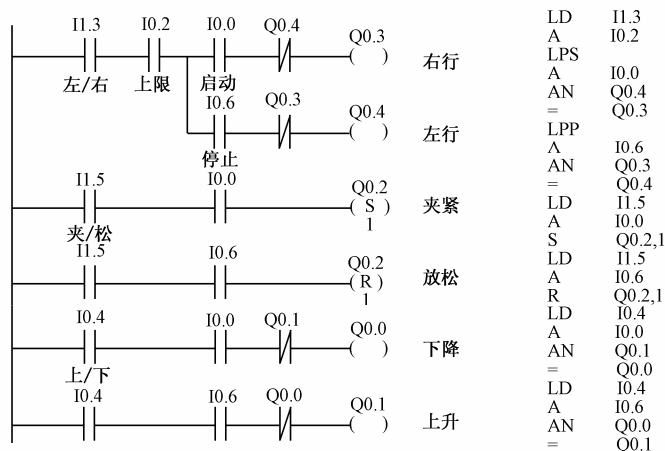 I1.3 I0.2 I0.0 Q0.4 Q0.3
( ) 右行
左/右 上限 启动
I0.6 Q0.3 Q0.4
( ) 左行
停止
I1.5 I0.0 Q0.2
( S ) 夹紧
夹/松 1
I1.5 I0.6 Q0.2
( R ) 放松
1
I0.4 I0.0 Q0.1 Q0.0
( ) 下降
上/下
I0.4 I0.6 Q0.0 Q0.1
( ) 上升
LD I1.3
A I0.2
LPS
A I0.0
AN Q0.4
= Q0.3
LPP
A I0.6
AN Q0.3
= Q0.4
LD I1.5
A I0.0
S Q0.2,1
LD I1.5
A I0.6
R Q0.2,1
LD I0.4
A I0.0
AN Q0.1
= Q0.0
LD I0.4
A I0.6
AN Q0.0
= Q0.1